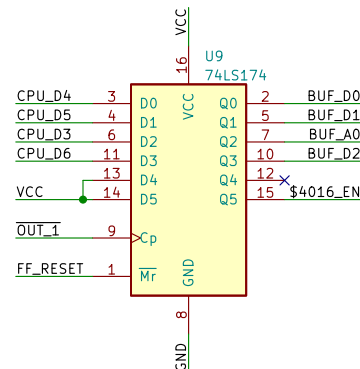 VCC
U9
74LS174
16
VCC
CPU_D4 3 D0 Q0 2 BUF_D0
CPU_D5 4 D1 Q1 5 BUF_D1
CPU_D3 6 D2 Q2 7 BUF_A0
CPU_D6 11 D3 Q3 10 BUF_D2
13 D4 Q4 12
VCC 14 D5 Q5 15 $4016_EN
OUT_1 9 Cp
FF_RESET 1 Mr
GND
8
GND